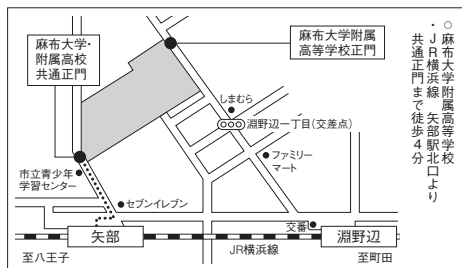 ○麻布大学附属高等学校
・JR横浜線 矢部駅北口より
共通正門まで徒歩4分
麻布大学・
附属高校
共通正門
麻布大学附属
高等学校正門
しまむら
淵野辺一丁目(交差点)
ファミリー
マート
市立青少年
学習センター
セブンイレブン
交番
矢部
淵野辺
至八王子
JR横浜線
至町田